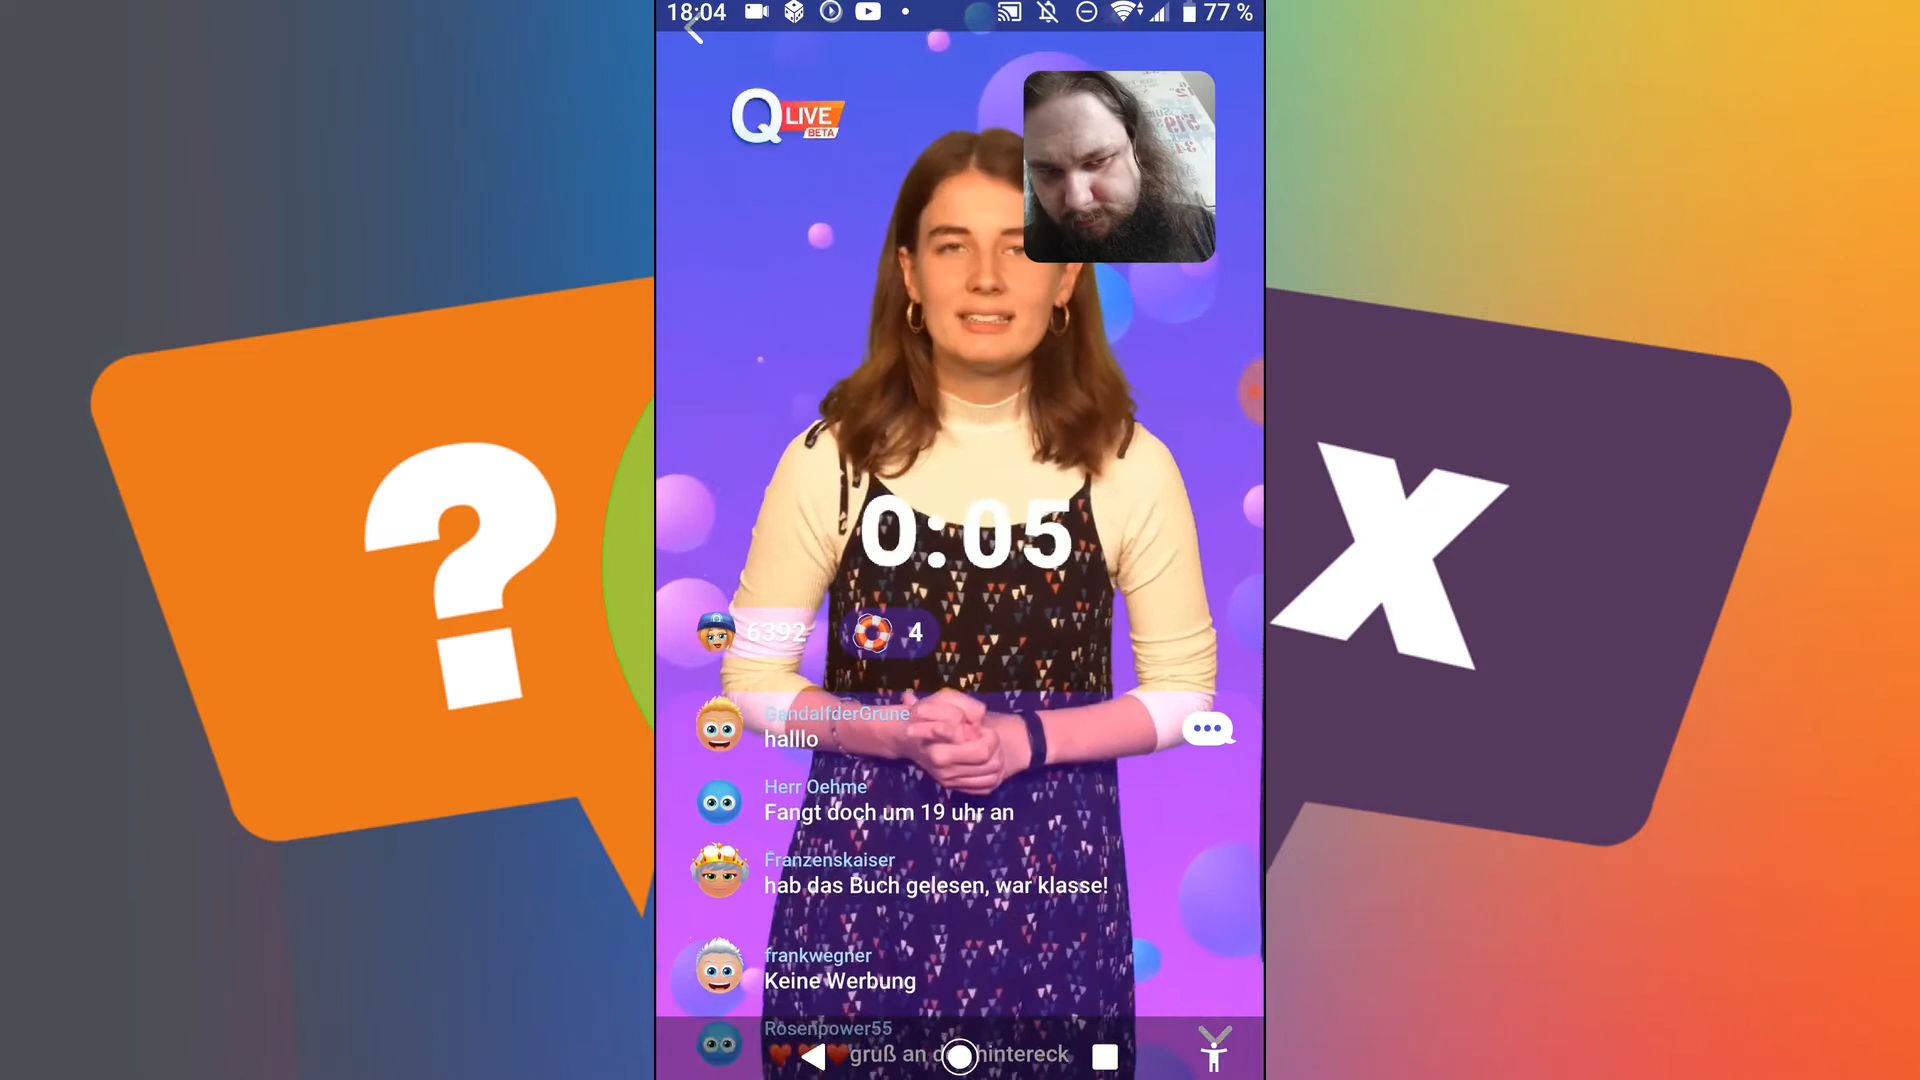 18:04
77 %
Q LIVE
BETA
0:05
6392
4
GandalfderGrune
halllo
Herr Oehme
Fangt doch um 19 uhr an
Franzenskaiser
hab das Buch gelesen, war klasse!
frankwegner
Keine Werbung
Rosenpower55
gruß an d hintereck
?
X